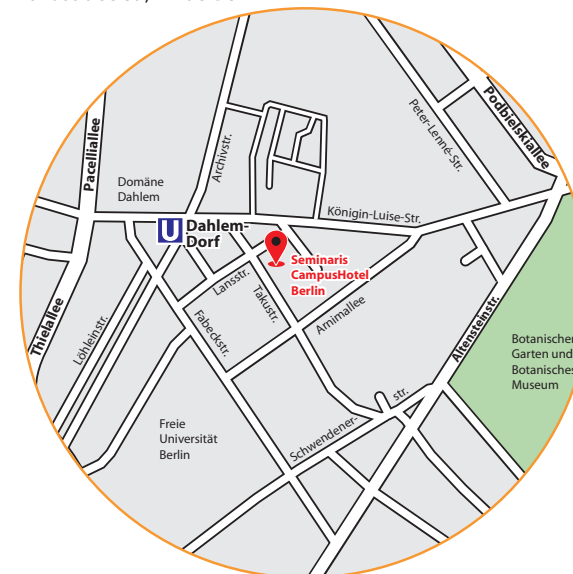 Podbielskiallee
Peter-Lenné-Str.
Pacelliallee
Archivstr.
Domäne
Dahlem
Königin-Luise-Str.
U Dahlem-
Dorf
Seminaris
CampusHotel
Berlin
Lansstr.
Takustr.
Arnimallee
Thielallee
Löhleinstr.
Fabeckstr.
Altensteinstr.
Botanischer
Garten und
Botanisches
Museum
Freie
Universität
Berlin
Schwendener-
str.